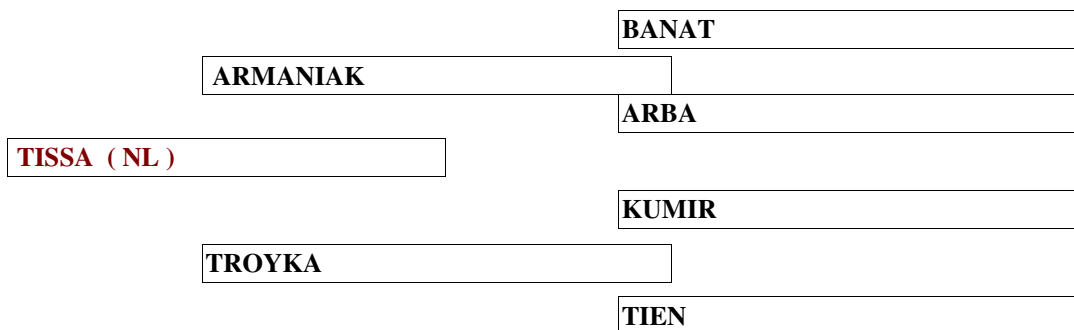 BANAT
ARMANIAK
ARBA
TISSA ( NL )
KUMIR
TROYKA
TIEN